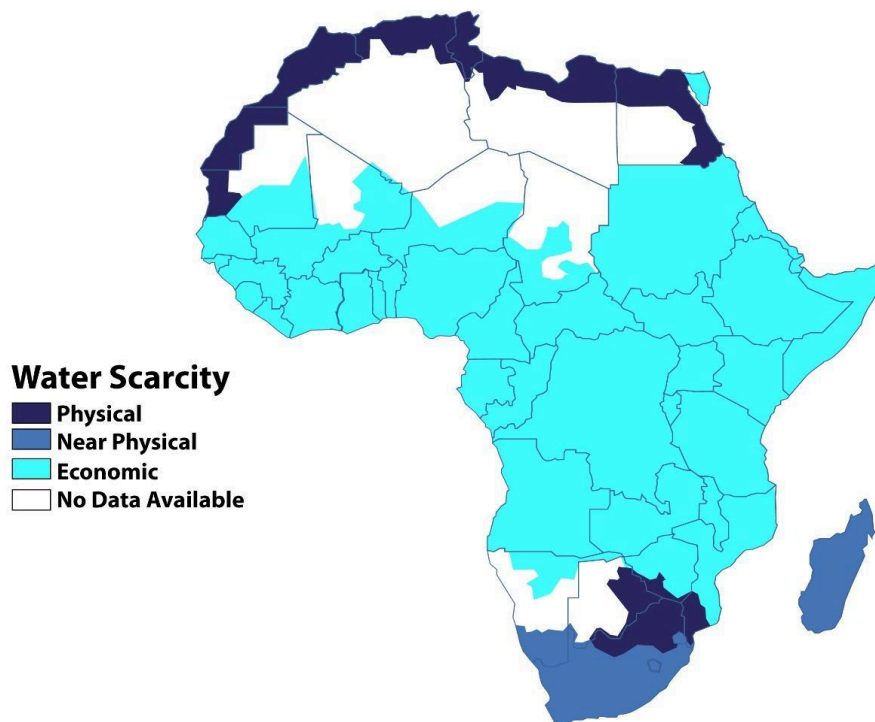 Water Scarcity
Physical
Near Physical
Economic
No Data Available